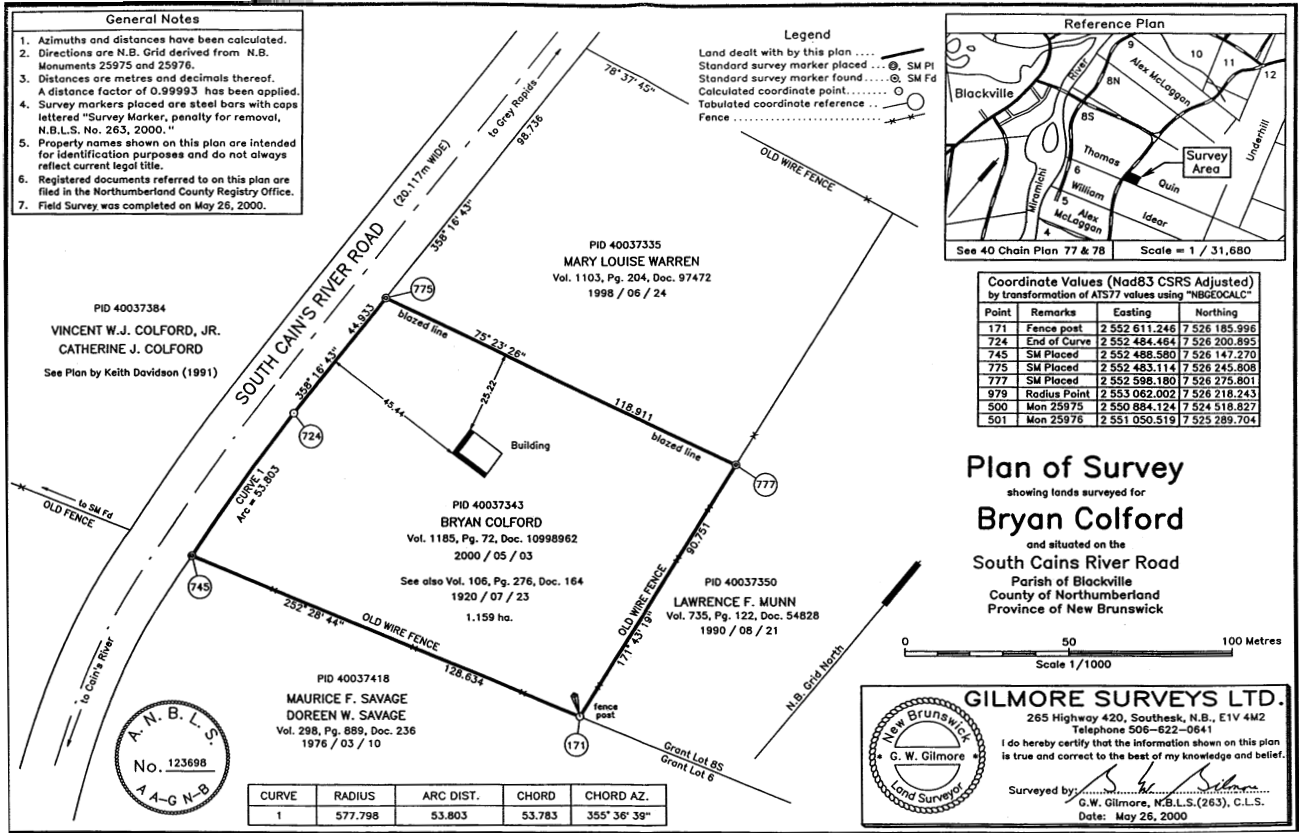 General Notes
1. Azimuths and distances have been calculated.
2. Directions are N.B. Grid derived from N.B.
Monuments 25975 and 25976.
3. Distances are metres and decimals thereof.
A distance factor of 0.99993 has been applied.
4. Survey markers placed are steel bars with caps
lettered "Survey Marker, penalty for removal,
N.B.L.S. No. 263, 2000."
5. Property names shown on this plan are intended
for identification purposes and do not always
reflect current legal title.
6. Registered documents referred to on this plan are
filed in the Northumberland County Registry Office.
7. Field Survey was completed on May 26, 2000.
Legend
Land dealt with by this plan ....
Standard survey marker placed .. , SM Pl
Standard survey marker found ..... , SM Fd
Calculated coordinate point.......
Tabulated coordinate reference ..
Fence .......................
Reference Plan
Blackville
River
Miramichi
9
10
11
12
8N
8S
Alex McLaggan
Underhill
Thomas
Quin
6
William
Idear
5
Alex
McLaggan
4
Survey
Area
See 40 Chain Plan 77 & 78
Scale = 1 / 31,680
Coordinate Values (Nad83 CSRS Adjusted)
by transformation of ATS77 values using "NBGEOCALC"
Point Remarks Easting Northing
171 Fence post 2 552 611.246 7 526 185.996
724 End of Curve 2 552 484.464 7 526 200.895
745 SM Placed 2 552 488.580 7 526 147.270
775 SM Placed 2 552 483.114 7 526 245.808
777 SM Placed 2 552 598.180 7 526 275.801
979 Radius Point 2 553 062.002 7 526 218.243
500 Mon 25975 2 550 884.124 7 524 518.827
501 Mon 25976 2 551 050.519 7 525 289.704
Plan of Survey
showing lands surveyed for
Bryan Colford
and situated on the
South Cains River Road
Parish of Blackville
County of Northumberland
Province of New Brunswick
0 50 100 Metres
Scale 1/1000
GILMORE SURVEYS LTD.
265 Highway 420, Southesk, N.B., E1V 4M2
Telephone 506-622-0641
I do hereby certify that the information shown on this plan
is true and correct to the best of my knowledge and belief.
Surveyed by:
G.W. Gilmore, N.B.L.S.(263), C.L.S.
Date: May 26, 2000
New Brunswick
* G. W. Gilmore *
Land Surveyor
to Grey Rapids
(20.117m WIDE)
SOUTH CAIN'S RIVER ROAD
98.736
358° 16' 43"
78° 37' 45"
OLD WIRE FENCE
PID 40037335
MARY LOUISE WARREN
Vol. 1103, Pg. 204, Doc. 97472
1998 / 06 / 24
PID 40037384
VINCENT W.J. COLFORD, JR.
CATHERINE J. COLFORD
See Plan by Keith Davidson (1991)
775
44.933
358° 16' 43"
blazed line
75° 23' 26"
118.911
blazed line
25.22
45.44
Building
724
777
CURVE 1
Arc = 53.803
to SM Fd
OLD FENCE
745
PID 40037343
BRYAN COLFORD
Vol. 1185, Pg. 72, Doc. 10998962
2000 / 05 / 03
See also Vol. 106, Pg. 276, Doc. 164
1920 / 07 / 23
1.159 ha.
90.751
OLD WIRE FENCE
171° 43' 19"
PID 40037350
LAWRENCE F. MUNN
Vol. 735, Pg. 122, Doc. 54828
1990 / 08 / 21
252° 28' 44"
OLD WIRE FENCE
128.634
N.B. Grid North
to Cain's River
PID 40037418
MAURICE F. SAVAGE
DOREEN W. SAVAGE
Vol. 298, Pg. 889, Doc. 236
1976 / 03 / 10
fence
post
171
Grant Lot 8S
Grant Lot 6
A. N. B. L. S.
No. 123698
A A-G N-B
CURVE RADIUS ARC DIST. CHORD CHORD AZ.
1 577.798 53.803 53.783 355° 36' 39"